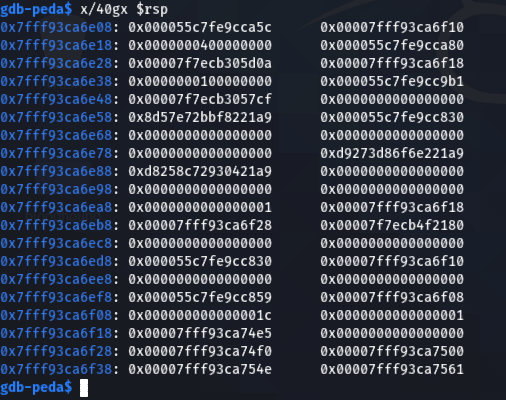 gdb-peda$ x/40gx $rsp
0x7fff93ca6e08: 0x000055c7fe9cca5c 0x00007fff93ca6f10
0x7fff93ca6e18: 0x0000000400000000 0x000055c7fe9cca80
0x7fff93ca6e28: 0x00007f7ecb305d0a 0x00007fff93ca6f18
0x7fff93ca6e38: 0x0000000100000000 0x000055c7fe9cc9b1
0x7fff93ca6e48: 0x00007f7ecb3057cf 0x0000000000000000
0x7fff93ca6e58: 0x8d57e72bbf8221a9 0x000055c7fe9cc830
0x7fff93ca6e68: 0x0000000000000000 0x0000000000000000
0x7fff93ca6e78: 0x0000000000000000 0xd9273d86f6e221a9
0x7fff93ca6e88: 0xd8258c72930421a9 0x0000000000000000
0x7fff93ca6e98: 0x0000000000000000 0x0000000000000000
0x7fff93ca6ea8: 0x0000000000000001 0x00007fff93ca6f18
0x7fff93ca6eb8: 0x00007fff93ca6f28 0x00007f7ecb4f2180
0x7fff93ca6ec8: 0x0000000000000000 0x0000000000000000
0x7fff93ca6ed8: 0x000055c7fe9cc830 0x00007fff93ca6f10
0x7fff93ca6ee8: 0x0000000000000000 0x0000000000000000
0x7fff93ca6ef8: 0x000055c7fe9cc859 0x00007fff93ca6f08
0x7fff93ca6f08: 0x000000000000001c 0x0000000000000001
0x7fff93ca6f18: 0x00007fff93ca74e5 0x0000000000000000
0x7fff93ca6f28: 0x00007fff93ca74f0 0x00007fff93ca7500
0x7fff93ca6f38: 0x00007fff93ca754e 0x00007fff93ca7561
gdb-peda$